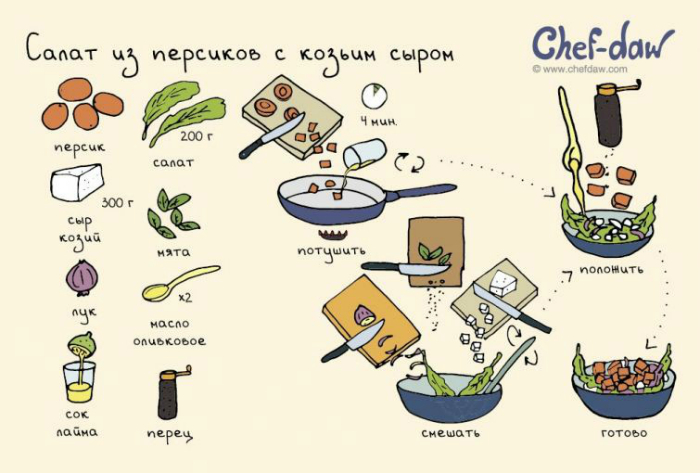 Салат из персиков с козьим сыром
Chef-daw
© www.chefdaw.com
персик
200 г
салат
300 г
сыр
козий
мята
лук
x2
масло
оливковое
сок
лайма
перец
4 мин.
потушить
смешать
положить
готово